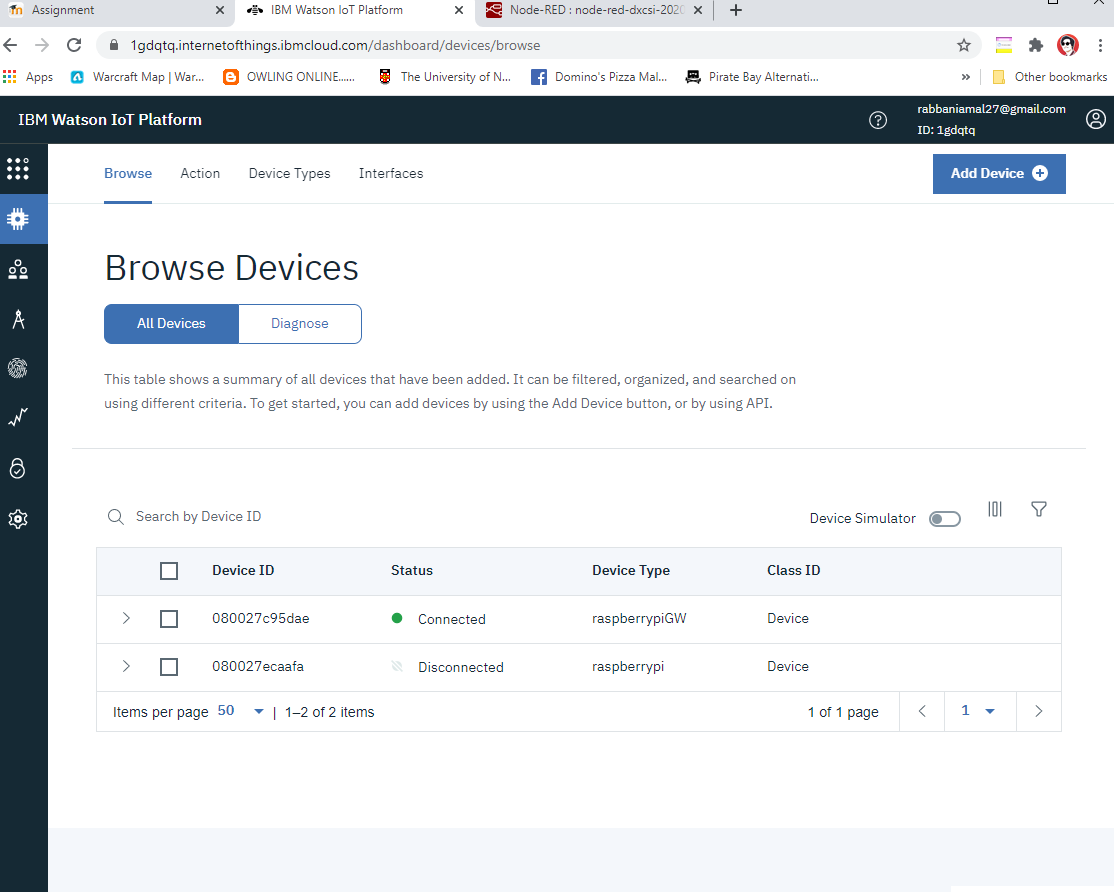 Assignment
IBM Watson IoT Platform
Node-RED : node-red-dxcsi-2020
1gdqtq.internetofthings.ibmcloud.com/dashboard/devices/browse
Apps
Warcraft Map | War...
OWLING ONLINE......
The University of N...
Domino's Pizza Mal...
Pirate Bay Alternati...
»
Other bookmarks
IBM Watson IoT Platform
rabbaniamal27@gmail.com
ID: 1gdqtq
Browse
Action
Device Types
Interfaces
Add Device
Browse Devices
All Devices
Diagnose
This table shows a summary of all devices that have been added. It can be filtered, organized, and searched on
using different criteria. To get started, you can add devices by using the Add Device button, or by using API.
Search by Device ID
Device Simulator
Device ID Status Device Type Class ID
080027c95dae Connected raspberrypiGW Device
080027ecaafa Disconnected raspberrypi Device
Items per page 50 | 1–2 of 2 items 1 of 1 page 1